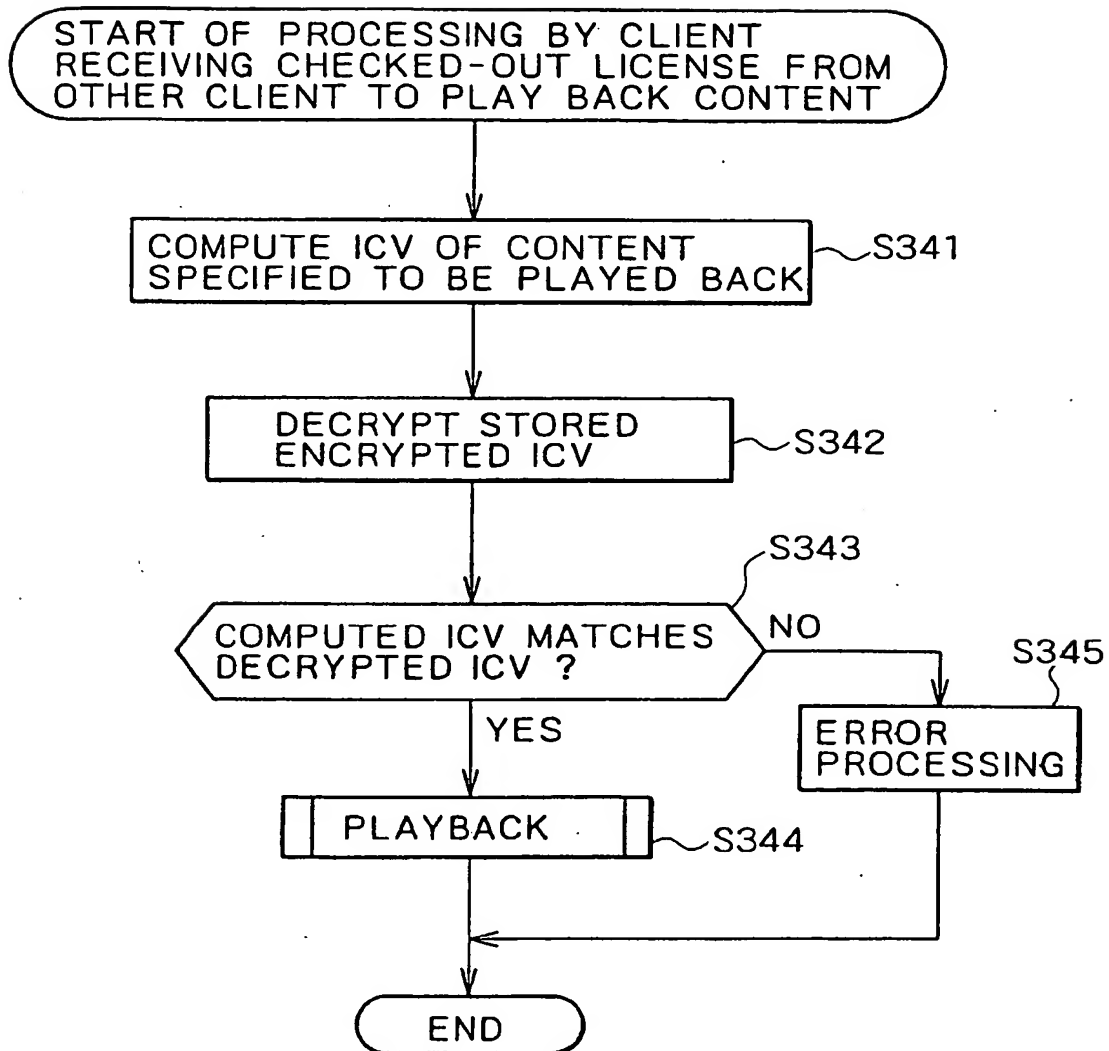 START OF PROCESSING BY CLIENT
RECEIVING CHECKED-OUT LICENSE FROM
OTHER CLIENT TO PLAY BACK CONTENT
COMPUTE ICV OF CONTENT
SPECIFIED TO BE PLAYED BACK
S341
DECRYPT STORED
ENCRYPTED ICV
S342
S343
COMPUTED ICV MATCHES
DECRYPTED ICV ?
NO
S345
YES
ERROR
PROCESSING
PLAYBACK
S344
END